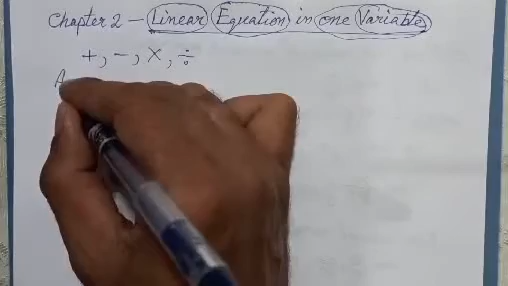 Chapter 2 - Linear Equation in one Variable
+, -, ×, ÷
A